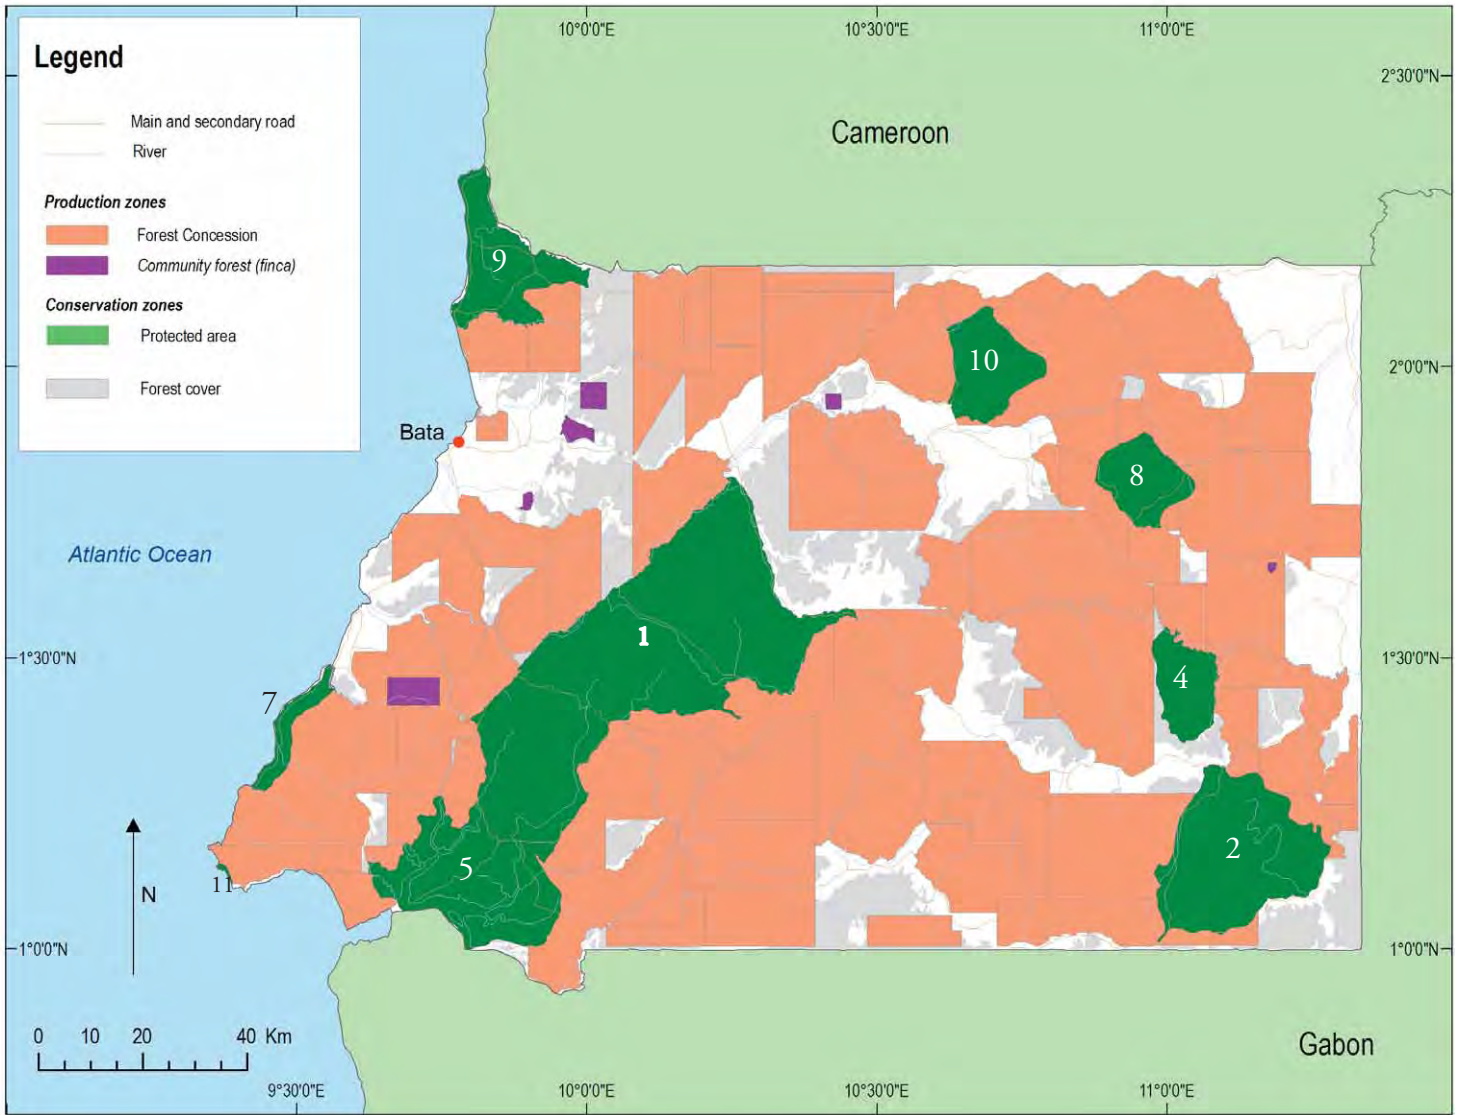 10°0'0"E
10°30'0"E
11°0'0"E
Legend
Main and secondary road
River
Production zones
Forest Concession
Community forest (finca)
Conservation zones
Protected area
Forest cover
2°30'0"N
Cameroon
9
10
2°0'0"N
Bata
8
Atlantic Ocean
1
1°30'0"N
1°30'0"N
4
7
5
2
11
N
1°0'0"N
1°0'0"N
0 10 20 40 Km
Gabon
9°30'0"E
10°0'0"E
10°30'0"E
11°0'0"E